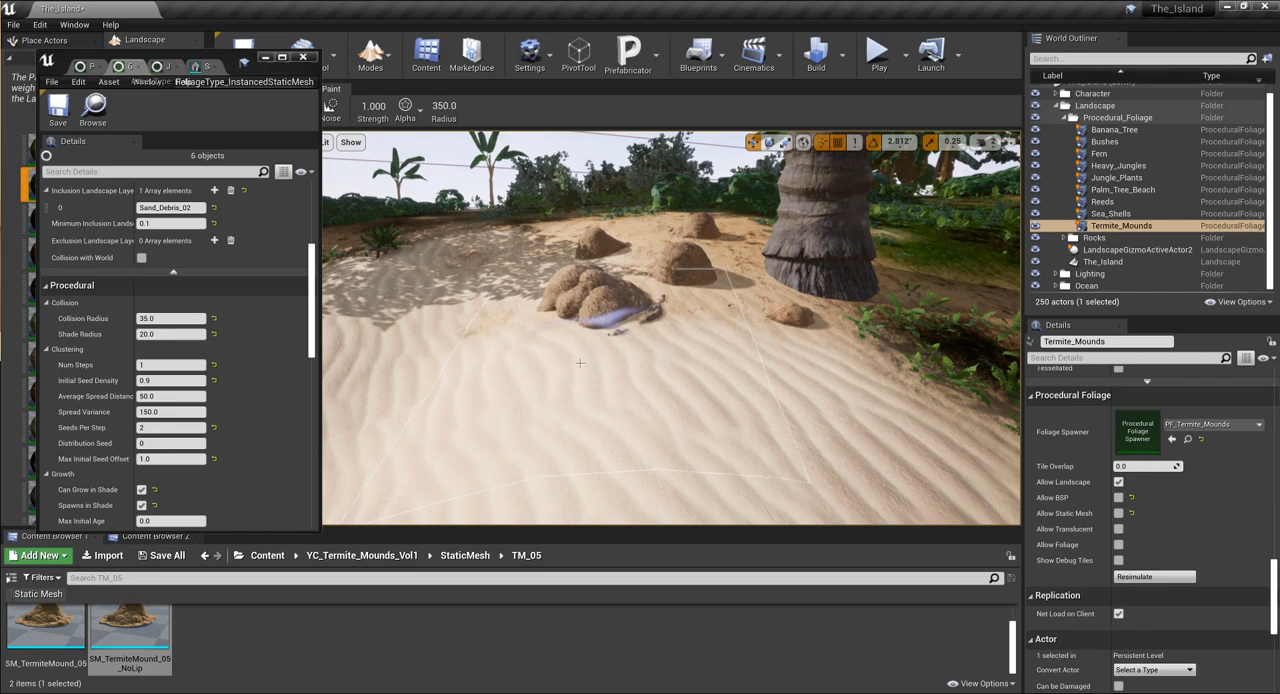 The_Island*
The_Island
File Edit Window Help
Place Actors
Landscape
Modes
Content
Marketplace
Settings
PivotTool
Prefabricator
Blueprints
Cinematics
Build
Play
Launch
Paint
1.000
Strength
Alpha
350.0
Radius
Show
1
2.812°
0.25
2
File Edit Asset
FoliageType_InstancedStaticMesh
Save
Browse
Details
6 objects
Search Details
Inclusion Landscape Laye
1 Array elements
0
Sand_Debris_02
Minimum Inclusion Lands
0.1
Exclusion Landscape Laye
0 Array elements
Collision with World
Procedural
Collision
Collision Radius
35.0
Shade Radius
20.0
Clustering
Num Steps
1
Initial Seed Density
0.9
Average Spread Distanc
50.0
Spread Variance
150.0
Seeds Per Step
2
Distribution Seed
0
Max Initial Seed Offset
1.0
Growth
Can Grow in Shade
Spawns in Shade
Max Initial Age
0.0
Content Browser 1
Content Browser 2
Add New
Import
Save All
Content
YC_Termite_Mounds_Vol1
StaticMesh
TM_05
Filters
Search TM_05
Static Mesh
SM_TermiteMound_05
SM_TermiteMound_05
_NoLip
2 items (1 selected)
View Options
World Outliner
Search...
Label
Type
Character
Folder
Landscape
Folder
Procedural_Foliage
Folder
Banana_Tree
ProceduralFoliage
Bushes
ProceduralFoliage
Fern
ProceduralFoliage
Heavy_Jungles
ProceduralFoliage
Jungle_Plants
ProceduralFoliage
Palm_Tree_Beach
ProceduralFoliage
Reeds
ProceduralFoliage
Sea_Shells
ProceduralFoliage
Termite_Mounds
ProceduralFoliage
Rocks
Folder
LandscapeGizmoActiveActor2
LandscapeGizmo
The_Island
Landscape
Lighting
Folder
Ocean
Folder
250 actors (1 selected)
View Options
Details
Termite_Mounds
Search Details
Tessellated
Procedural Foliage
Foliage Spawner
Procedural
Foliage
Spawner
PF_Termite_Mounds
Tile Overlap
0.0
Allow Landscape
Allow BSP
Allow Static Mesh
Allow Translucent
Allow Foliage
Show Debug Tiles
Resimulate
Replication
Net Load on Client
Actor
1 selected in
Persistent Level
Convert Actor
Select a Type
Can be Damaged